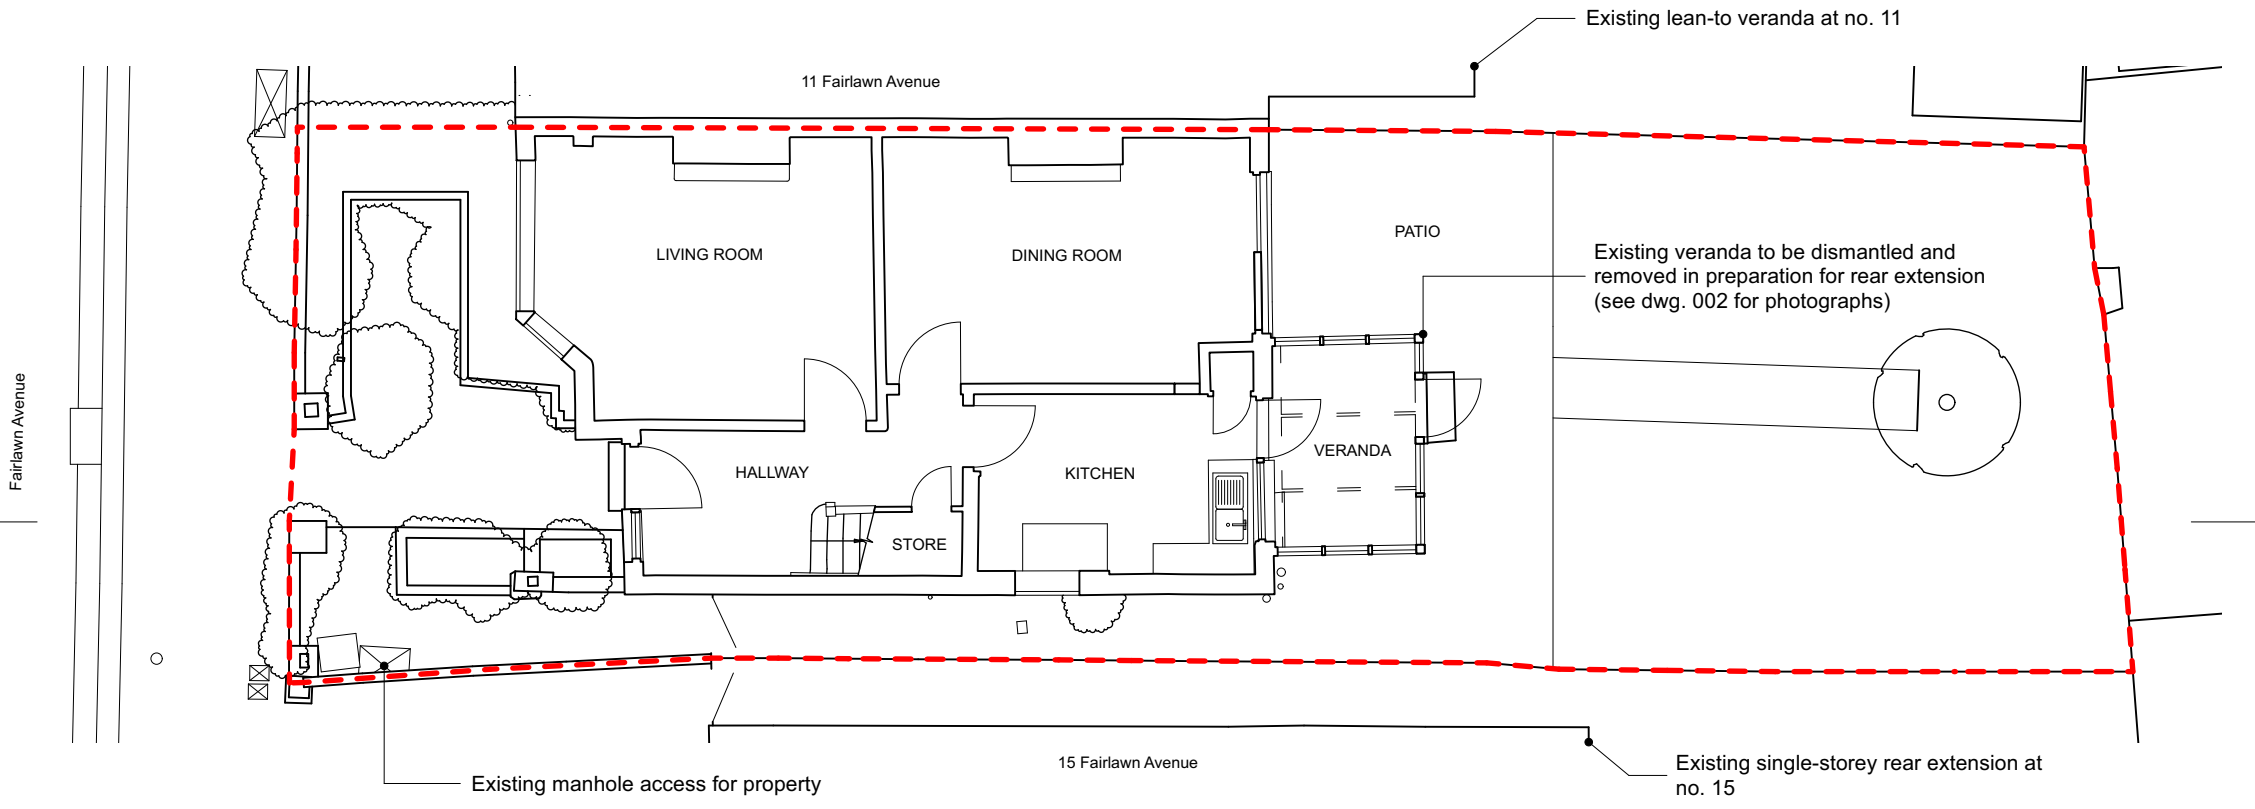 Existing lean-to veranda at no. 11
11 Fairlawn Avenue
PATIO
LIVING ROOM
DINING ROOM
Existing veranda to be dismantled and
removed in preparation for rear extension
(see dwg. 002 for photographs)
Fairlawn Avenue
VERANDA
HALLWAY
KITCHEN
STORE
15 Fairlawn Avenue
Existing single-storey rear extension at
no. 15
Existing manhole access for property